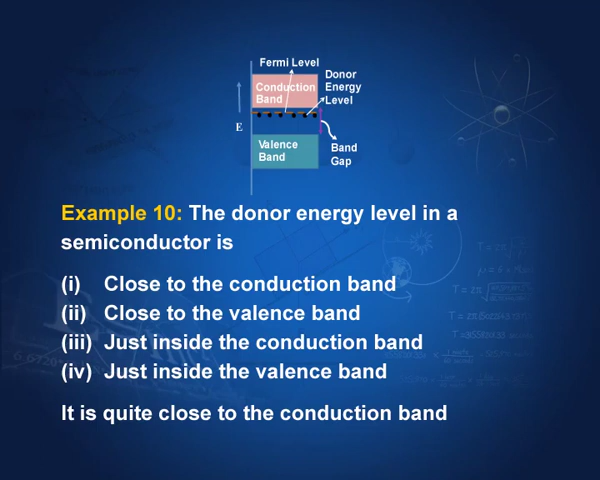 Fermi Level
Donor
Energy
Level
Conduction
Band
E
Valence
Band
Band
Gap
Example 10: The donor energy level in a
semiconductor is
(i) Close to the conduction band
(ii) Close to the valence band
(iii) Just inside the conduction band
(iv) Just inside the valence band
It is quite close to the conduction band